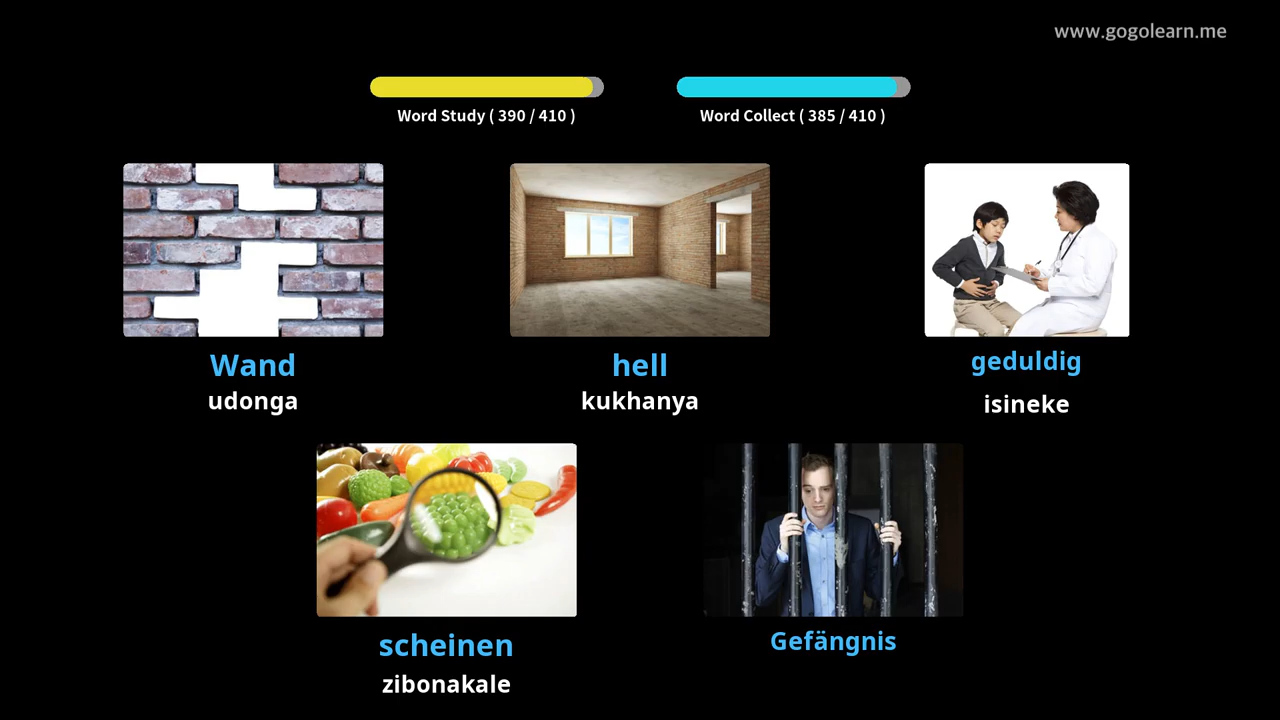 www.gogolearn.me
Word Study ( 390 / 410 )
Word Collect ( 385 / 410 )
Wand
udonga
hell
kukhanya
geduldig
isineke
scheinen
zibonakale
Gefängnis